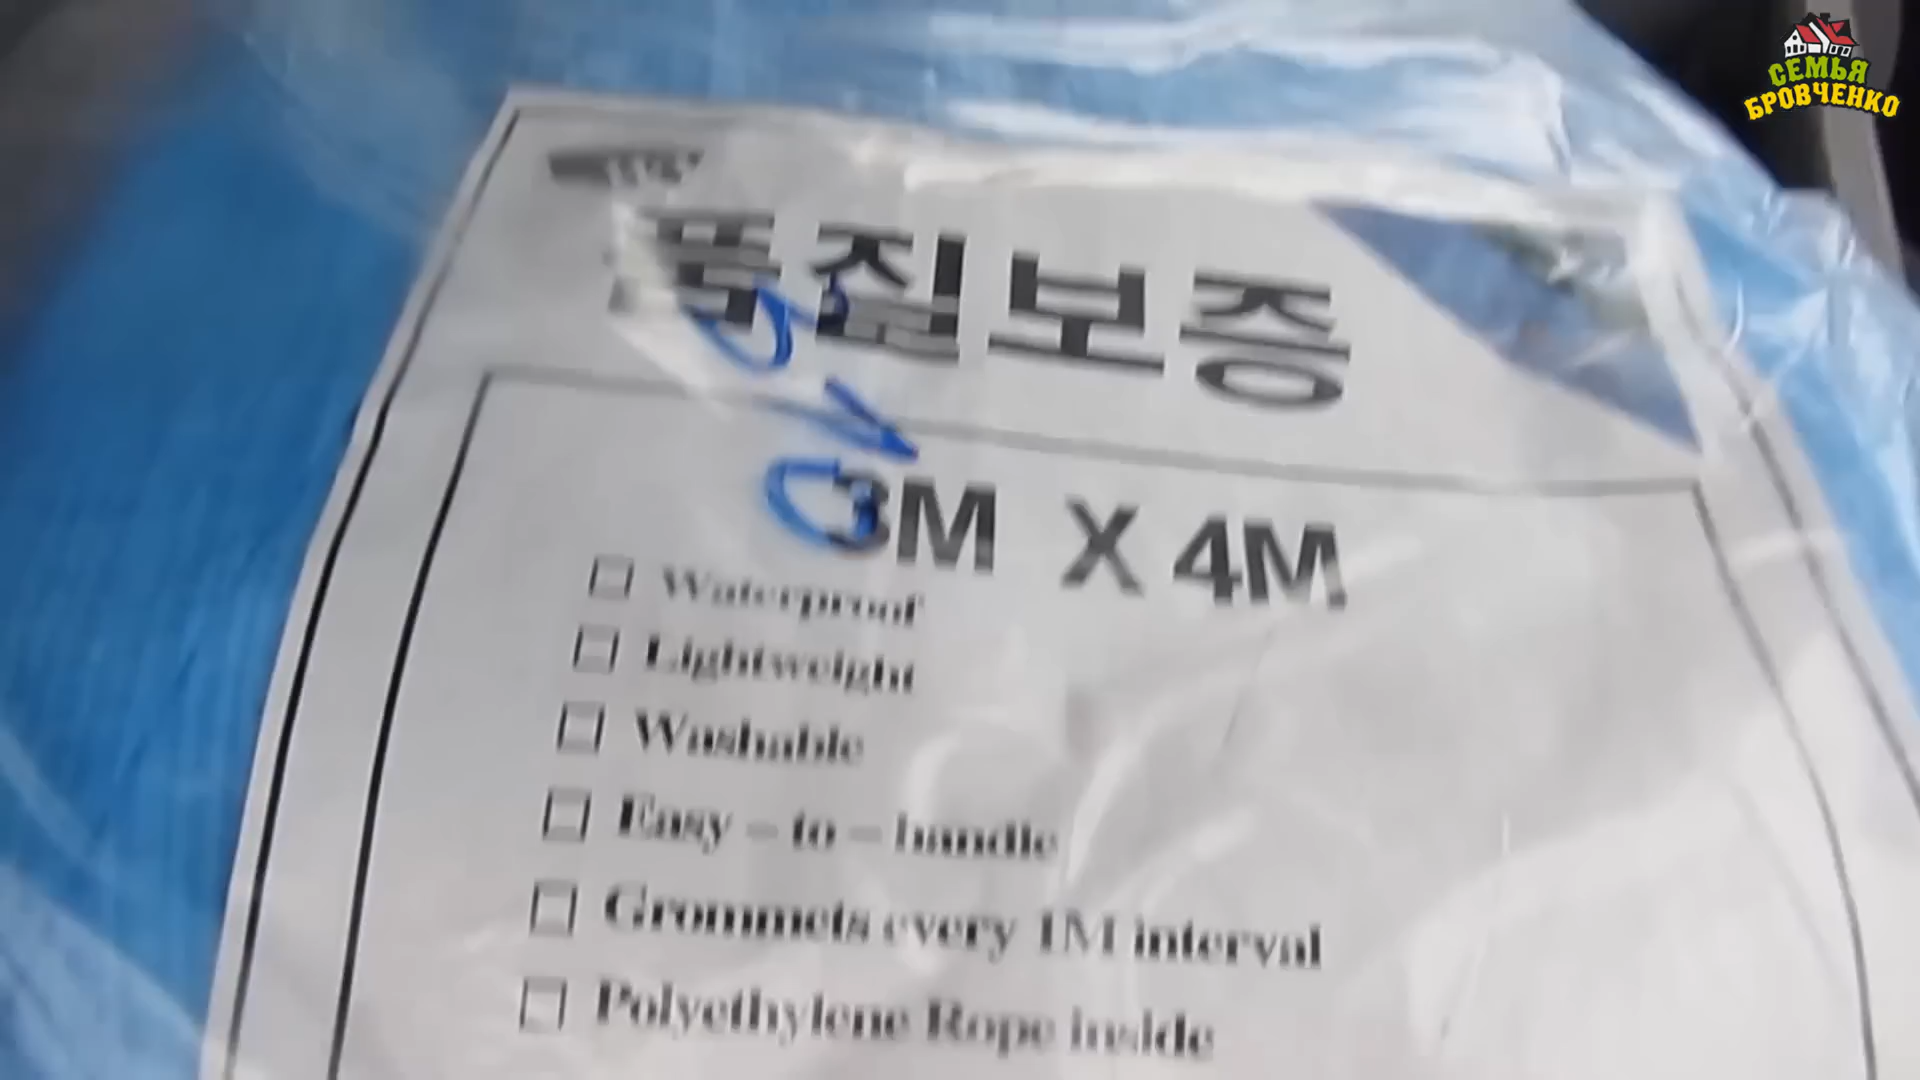 СЕМЬЯ
БРОВЧЕНКО
품질보증
3M X 4M
□ Waterproof
□ Lightweight
□ Washable
□ Easy – to – handle
□ Grommets every 1M interval
□ Polyethylene Rope inside